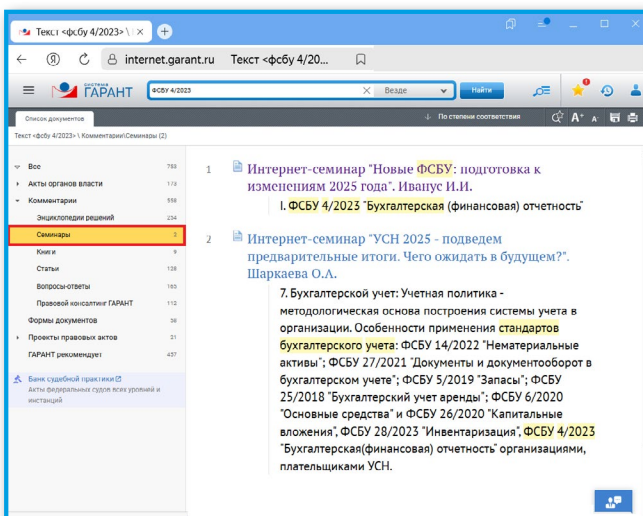 Текст <фсбу 4/2023> \ I
internet.garant.ru Текст <фсбу 4/20...
СИСТЕМА
ГАРАНТ
ФСБУ 4/2023
Везде
Найти
Список документов
По степени соответствия
Текст <фсбу 4/2023> \ Комментарии\Семинары (2)
Все
Акты органов власти 173
Комментарии 558
Энциклопедии решений 234
Семинары 2
Книги 9
Статьи 128
Вопросы-ответы
Правовой консалтинг ГАРАНТ 112
Формы документов
Проекты правовых актов 21
ГАРАНТ рекомендует 457
Банк судебной практики
Акты федеральных судов всех уровней и
инстанций
1 Интернет-семинар "Новые ФСБУ: подготовка к
изменениям 2025 года". Иванус И.И.
I. ФСБУ 4/2023 "Бухгалтерская (финансовая) отчетность"
2 Интернет-семинар "УСН 2025 - подведем
предварительные итоги. Чего ожидать в будущем?".
Шаркаева О.А.
7. Бухгалтерской учет: Учетная политика -
методологическая основа построения системы учета в
организации. Особенности применения стандартов
бухгалтерского учета: ФСБУ 14/2022 "Нематериальные
активы"; ФСБУ 27/2021 "Документы и документооборот в
бухгалтерском учете"; ФСБУ 5/2019 "Запасы"; ФСБУ
25/2018 "Бухгалтерский учет аренды"; ФСБУ 6/2020
"Основные средства" и ФСБУ 26/2020 "Капитальные
вложения", ФСБУ 28/2023 "Инвентаризация", ФСБУ 4/2023
"Бухгалтерская(финансовая) отчетность" организациями,
плательщиками УСН.